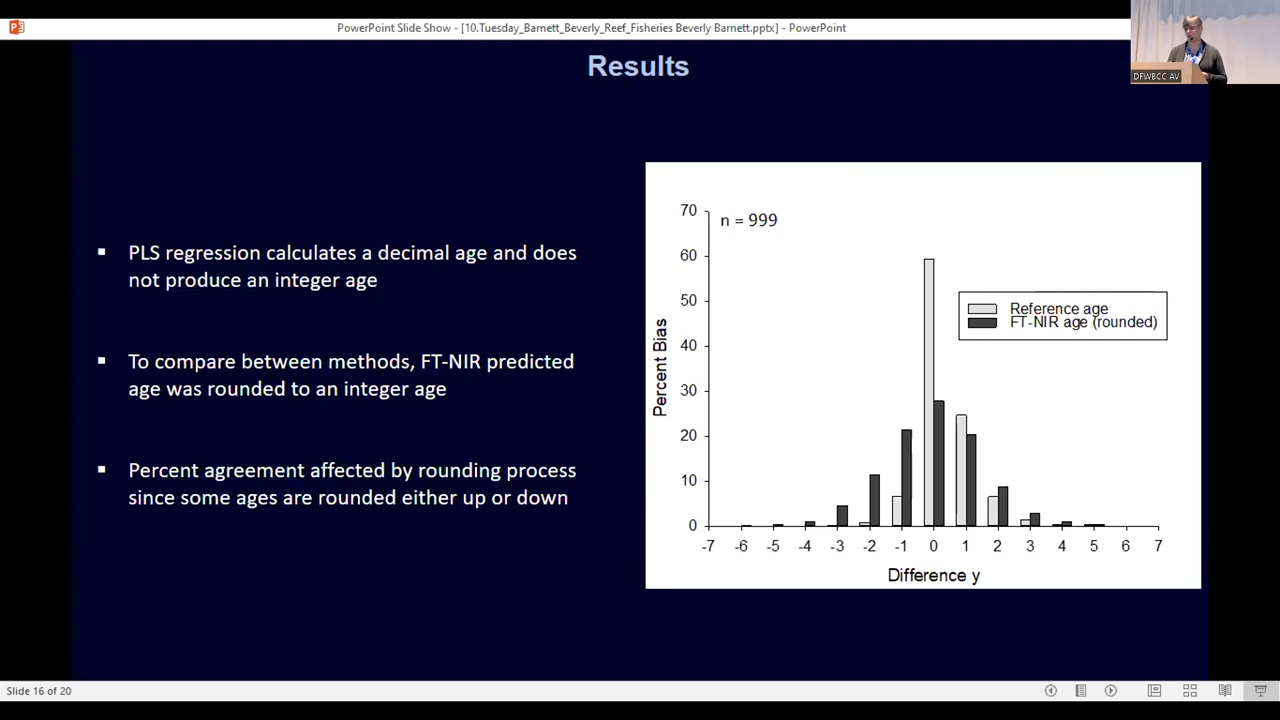 PowerPoint Slide Show - [10.Tuesday_Barnett_Beverly_Reef_Fisheries Beverly Barnett.pptx] - PowerPoint
DFWBCC AV
Results
▪ PLS regression calculates a decimal age and does
not produce an integer age
▪ To compare between methods, FT-NIR predicted
age was rounded to an integer age
▪ Percent agreement affected by rounding process
since some ages are rounded either up or down
n = 999
Reference age
FT-NIR age (rounded)
Percent Bias
70
60
50
40
30
20
10
0
-7 -6 -5 -4 -3 -2 -1 0 1 2 3 4 5 6 7
Difference y
Slide 16 of 20